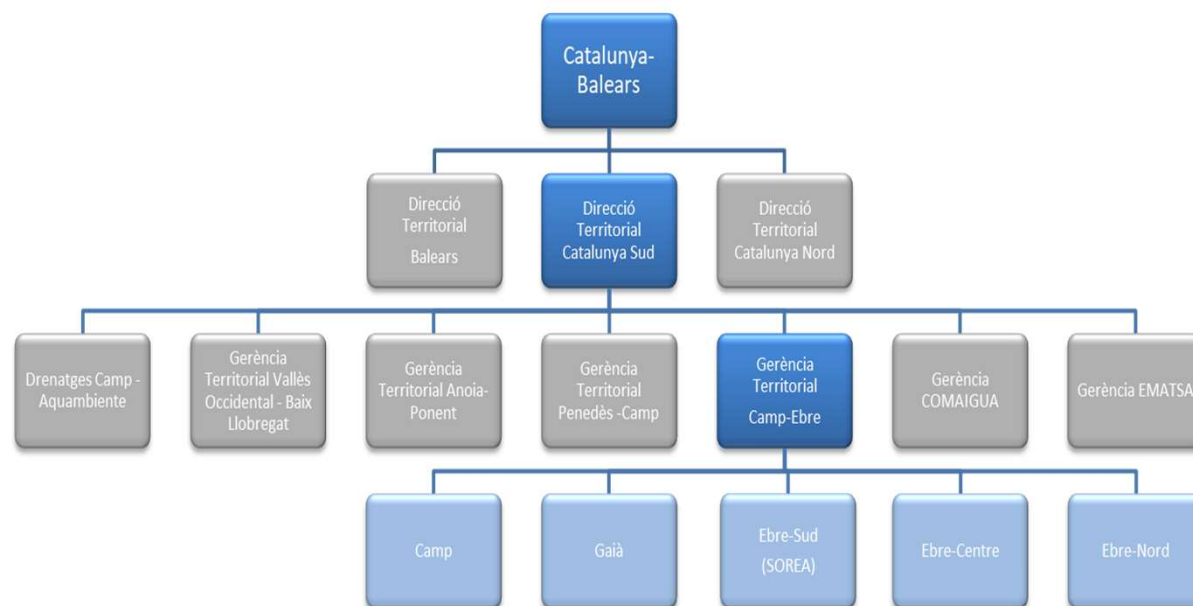 Catalunya-
Balears
Direcció
Territorial
Balears
Direcció
Territorial
Catalunya Sud
Direcció
Territorial
Catalunya Nord
Drenatges Camp -
Aquambiente
Gerència
Territorial Vallès
Occidental - Baix
Llobregat
Gerència
Territorial Anoia-
Ponent
Gerència
Territorial
Penedès -Camp
Gerència
Territorial
Camp-Ebre
Gerència
COMAIGUA
Gerència EMATSA
Camp
Gaià
Ebre-Sud
(SOREA)
Ebre-Centre
Ebre-Nord